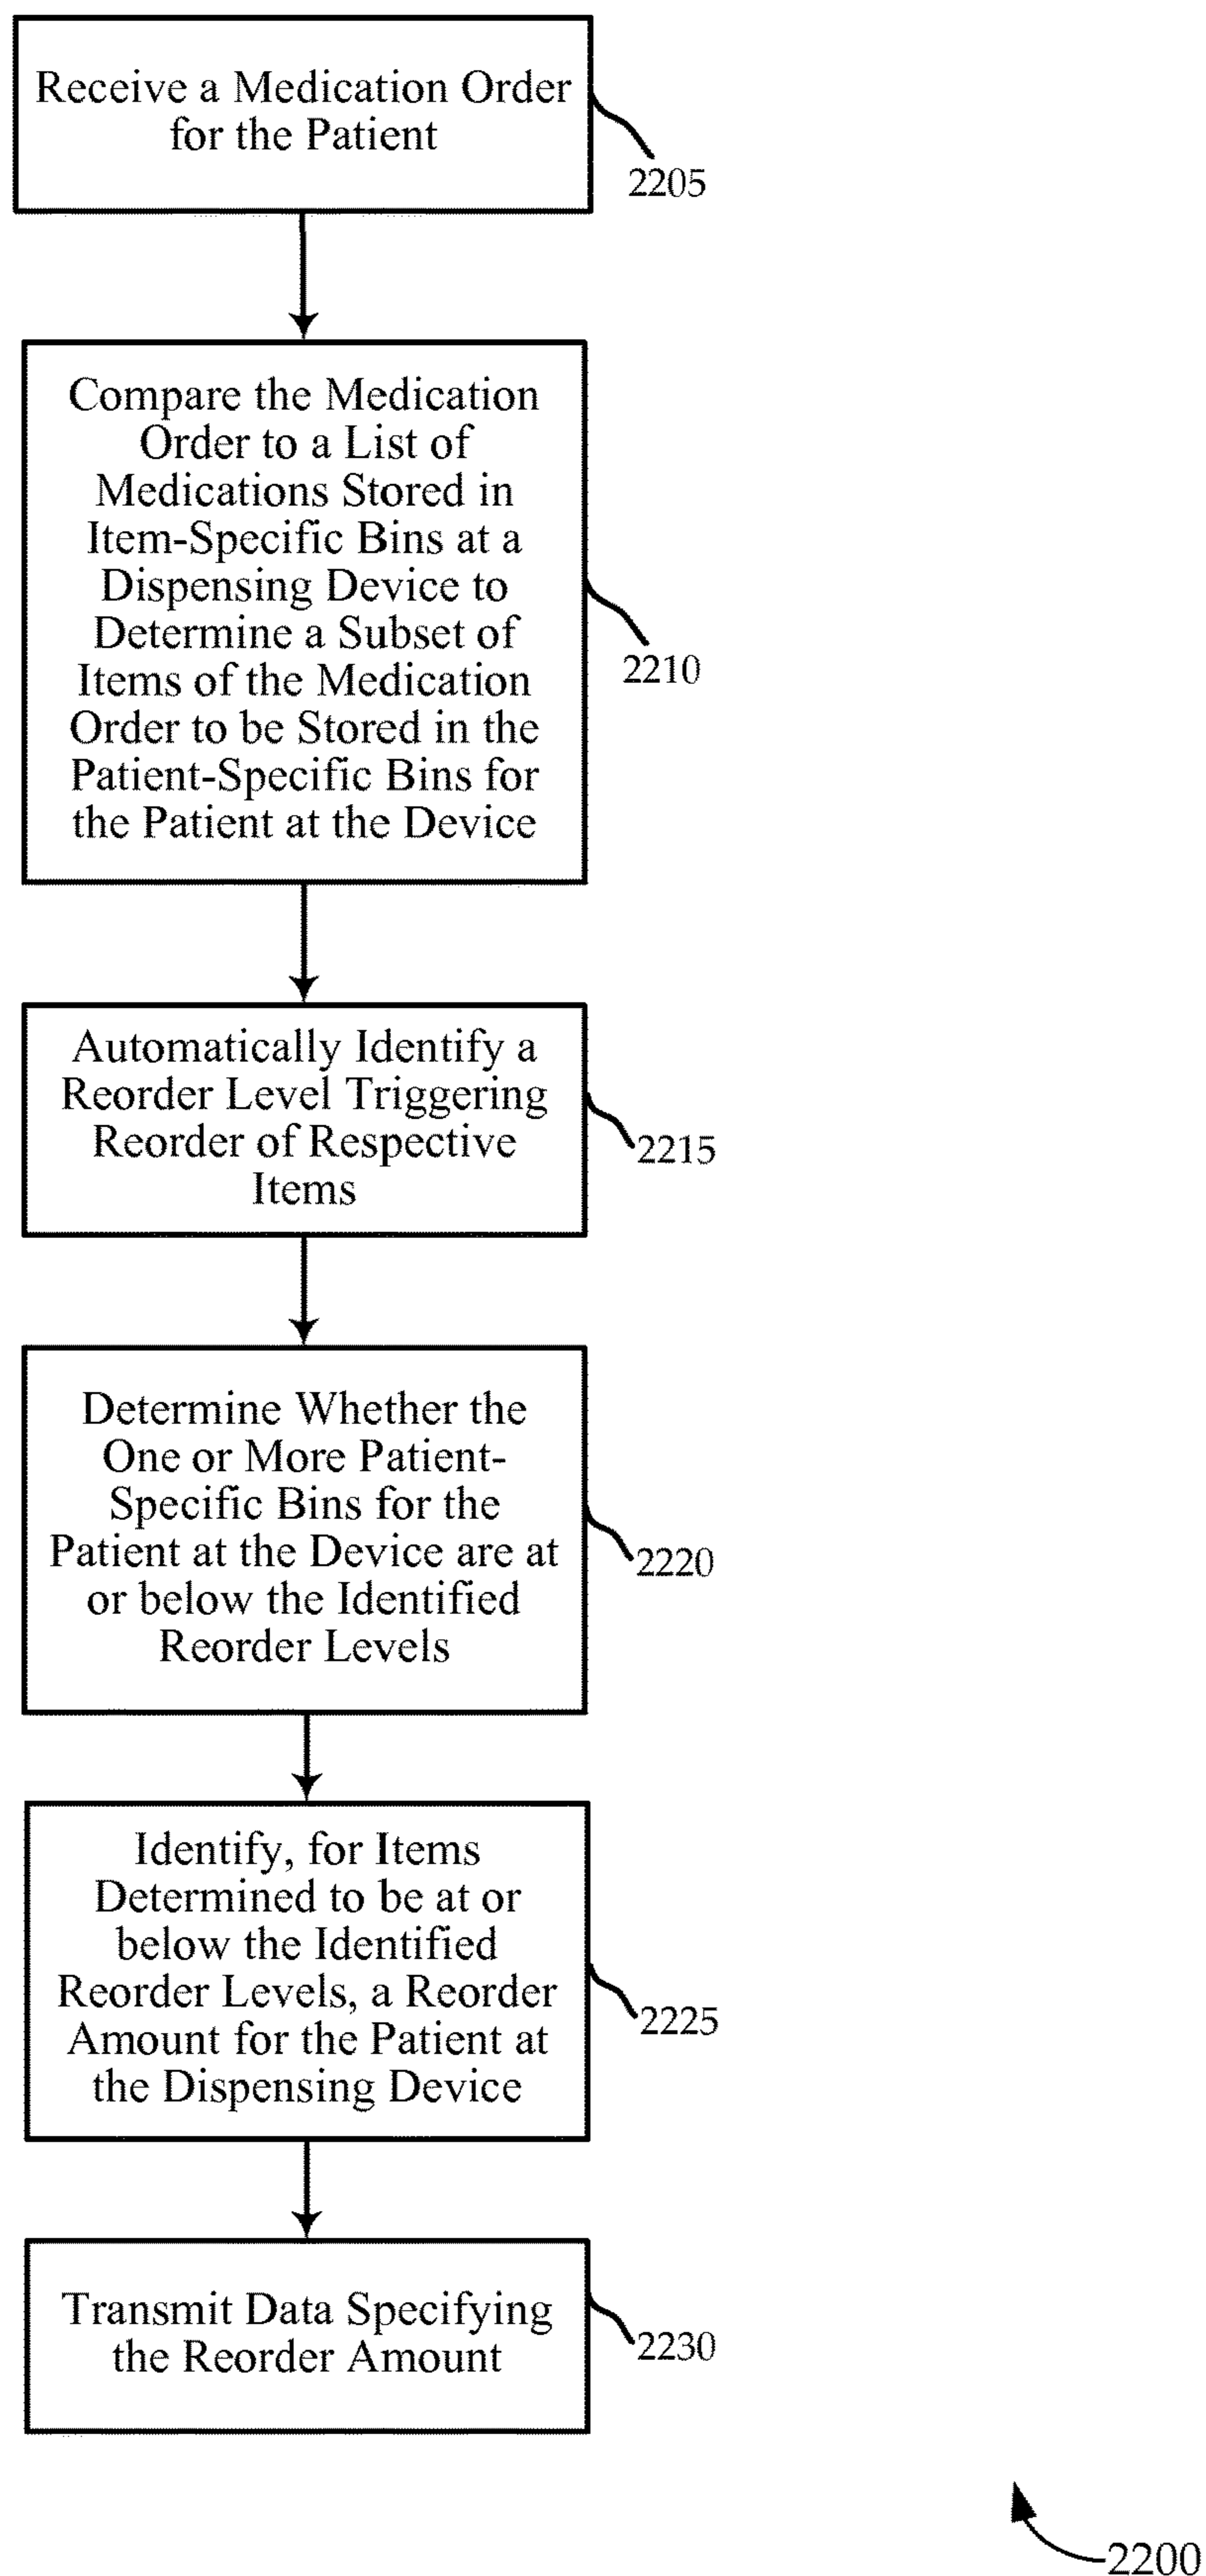 Receive a Medication Order
for the Patient
2205
Compare the Medication
Order to a List of
Medications Stored in
Item-Specific Bins at a
Dispensing Device to
Determine a Subset of
Items of the Medication
Order to be Stored in the
Patient-Specific Bins for
the Patient at the Device
2210
Automatically Identify a
Reorder Level Triggering
Reorder of Respective
Items
2215
Determine Whether the
One or More Patient-
Specific Bins for the
Patient at the Device are at
or below the Identified
Reorder Levels
2220
Identify, for Items
Determined to be at or
below the Identified
Reorder Levels, a Reorder
Amount for the Patient at
the Dispensing Device
2225
Transmit Data Specifying
the Reorder Amount
2230
2200